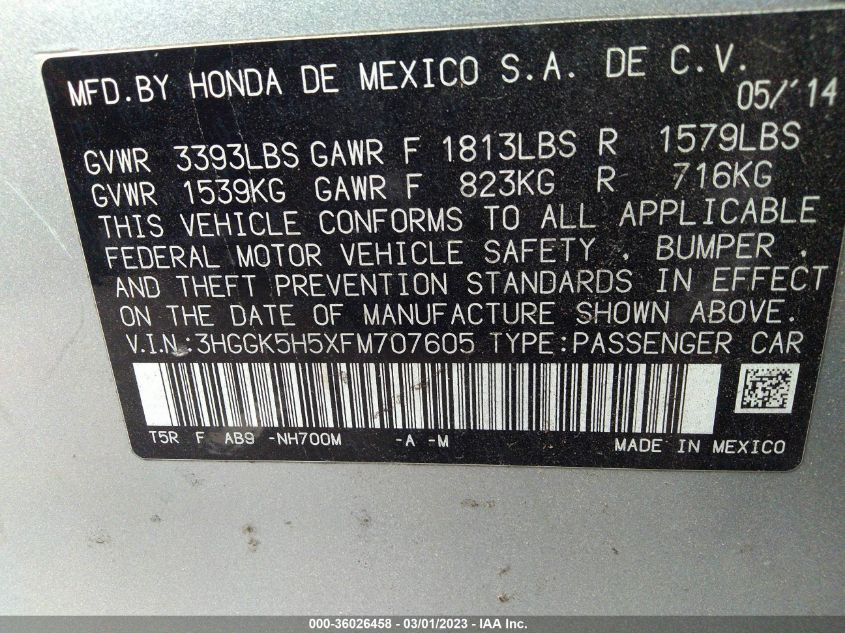 MFD.BY HONDA DE MEXICO S.A. DE C.V.
05/'14
GVWR 3393LBS GAWR F 1813LBS R 1579LBS
GVWR 1539KG GAWR F 823KG R 716KG
THIS VEHICLE CONFORMS TO ALL APPLICABLE
FEDERAL MOTOR VEHICLE SAFETY , BUMPER ,
AND THEFT PREVENTION STANDARDS IN EFFECT
ON THE DATE OF MANUFACTURE SHOWN ABOVE.
V.I.N.:3HGGK5H5XFM707605 TYPE:PASSENGER CAR
T5R F AB9 -NH700M -A -M
MADE IN MEXICO
000-36026458 - 03/01/2023 - IAA Inc.